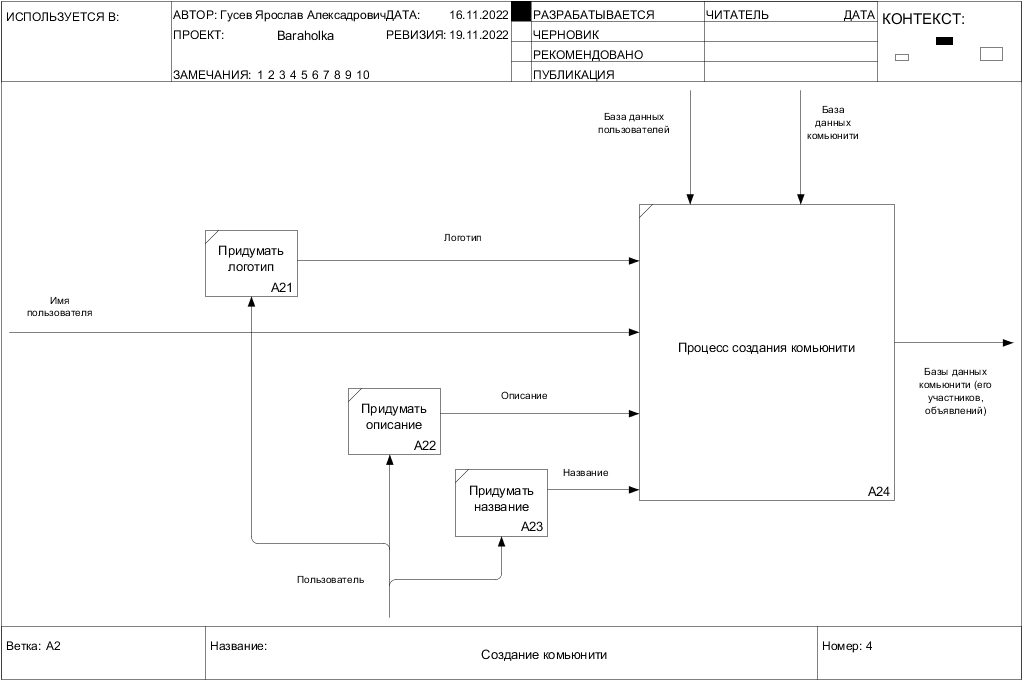 ИСПОЛЬЗУЕТСЯ В:
АВТОР: Гусев Ярослав Алексадрович
ДАТА: 16.11.2022
РАЗРАБАТЫВАЕТСЯ
ЧИТАТЕЛЬ ДАТА
КОНТЕКСТ:
ПРОЕКТ: Baraholka
РЕВИЗИЯ: 19.11.2022
ЧЕРНОВИК
РЕКОМЕНДОВАНО
ЗАМЕЧАНИЯ: 1 2 3 4 5 6 7 8 9 10
ПУБЛИКАЦИЯ
База данных
пользователей
База
данных
комьюнити
Придумать
логотип
A21
Логотип
Имя
пользователя
Процесс создания комьюнити
A24
Базы данных
комьюнити (его
участников,
объявлений)
Придумать
описание
A22
Описание
Придумать
название
A23
Название
Пользователь
Ветка: A2
Название:
Создание комьюнити
Номер: 4